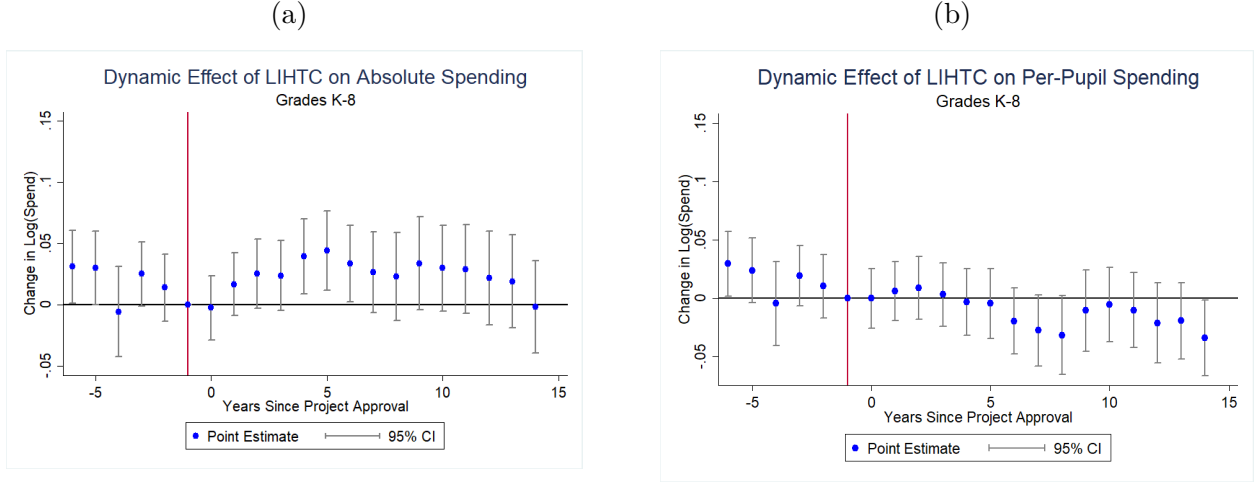 (a)
Dynamic Effect of LIHTC on Absolute Spending
Grades K-8
Change in Log(Spend)
.15
.1
.05
0
-.05
-5
0
5
10
15
Years Since Project Approval
Point Estimate
95% CI
(b)
Dynamic Effect of LIHTC on Per-Pupil Spending
Grades K-8
Change in Log(Spend)
.15
.1
.05
0
-.05
-5
0
5
10
15
Years Since Project Approval
Point Estimate
95% CI